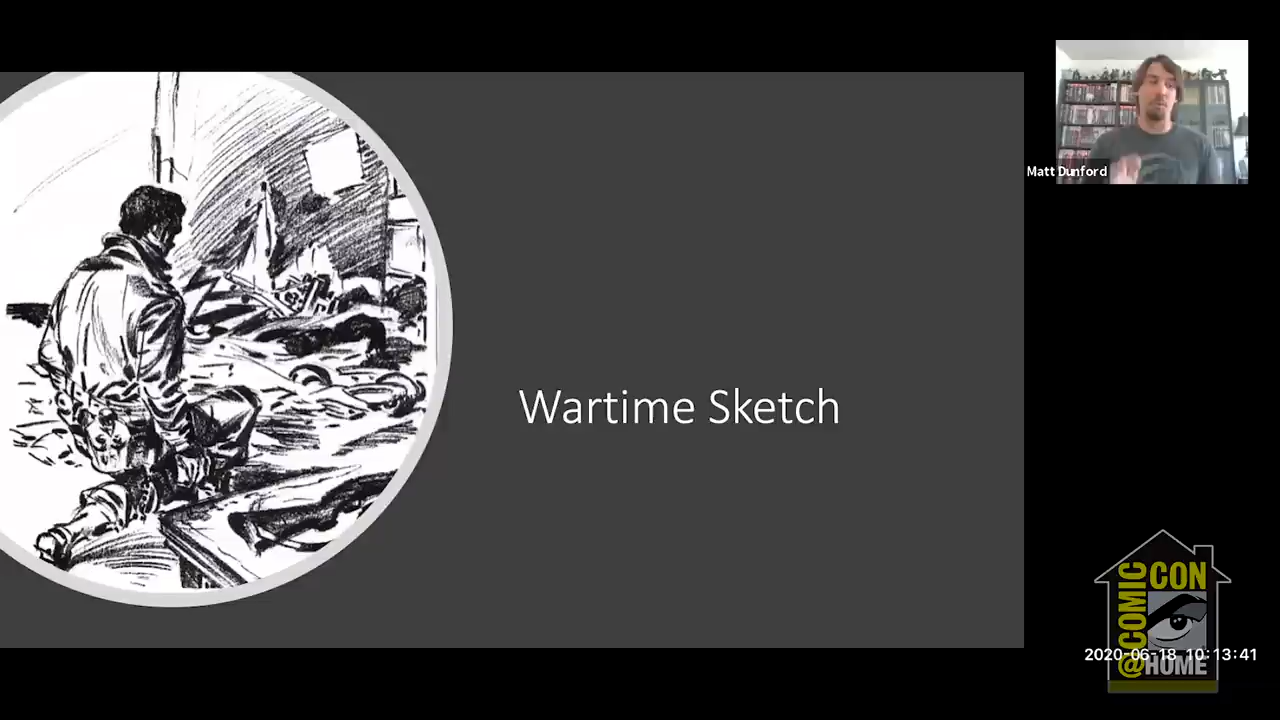 Wartime Sketch
Matt Dunford
COMIC
CON
@
HOME
2020-06-18 10:13:41